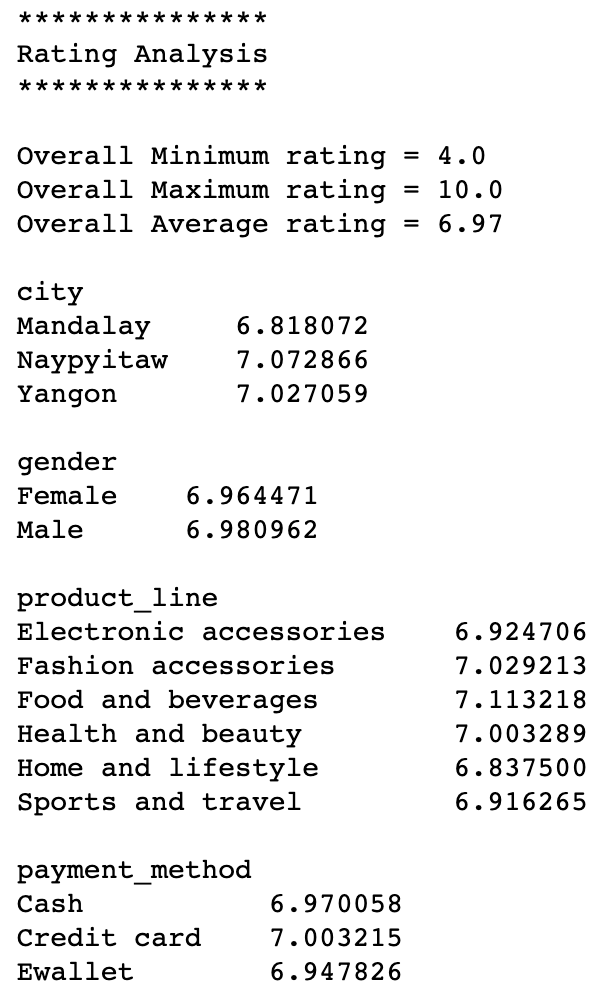 ***************
Rating Analysis
***************
Overall Minimum rating = 4.0
Overall Maximum rating = 10.0
Overall Average rating = 6.97
city
Mandalay     6.818072
Naypyitaw    7.072866
Yangon       7.027059
gender
Female    6.964471
Male      6.980962
product_line
Electronic accessories    6.924706
Fashion accessories       7.029213
Food and beverages        7.113218
Health and beauty         7.003289
Home and lifestyle        6.837500
Sports and travel         6.916265
payment_method
Cash           6.970058
Credit card    7.003215
Ewallet        6.947826